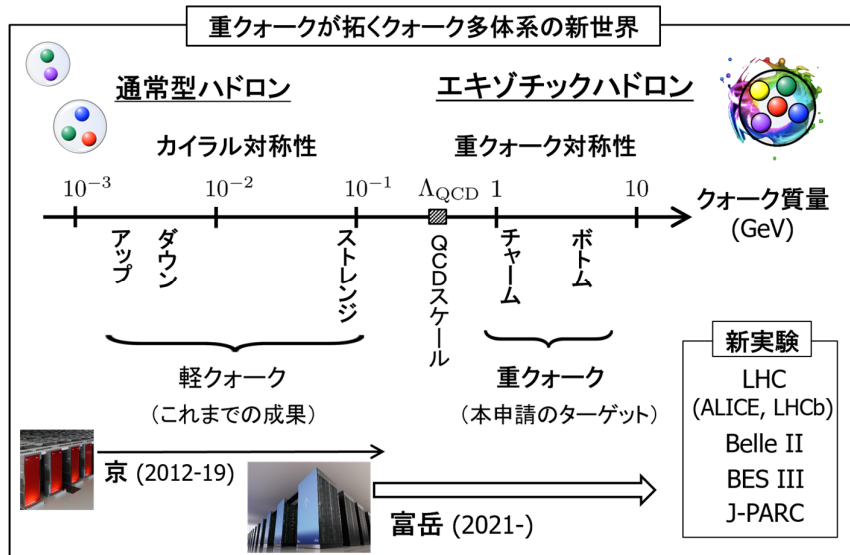 重クォークが拓くクォーク多体系の新世界
通常型ハドロン
エキゾチックハドロン
カイラル対称性
重クォーク対称性
10⁻³
10⁻²
10⁻¹
Λ_QCD
1
10
クォーク質量
(GeV)
アップ
ダウン
ストレンジ
QCDスケール
チャーム
ボトム
軽クォーク
(これまでの成果)
重クォーク
(本申請のターゲット)
京 (2012-19)
富岳 (2021-)
新実験
LHC
(ALICE, LHCb)
Belle II
BES III
J-PARC